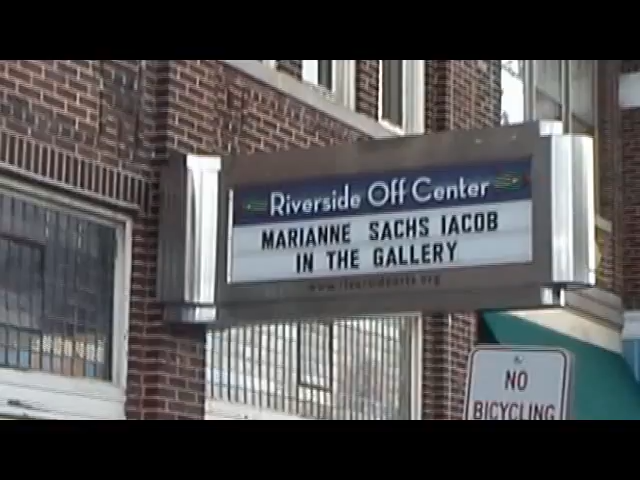 Riverside Off Center
MARIANNE SACHS IACOB
IN THE GALLERY
NO
BICYCLING